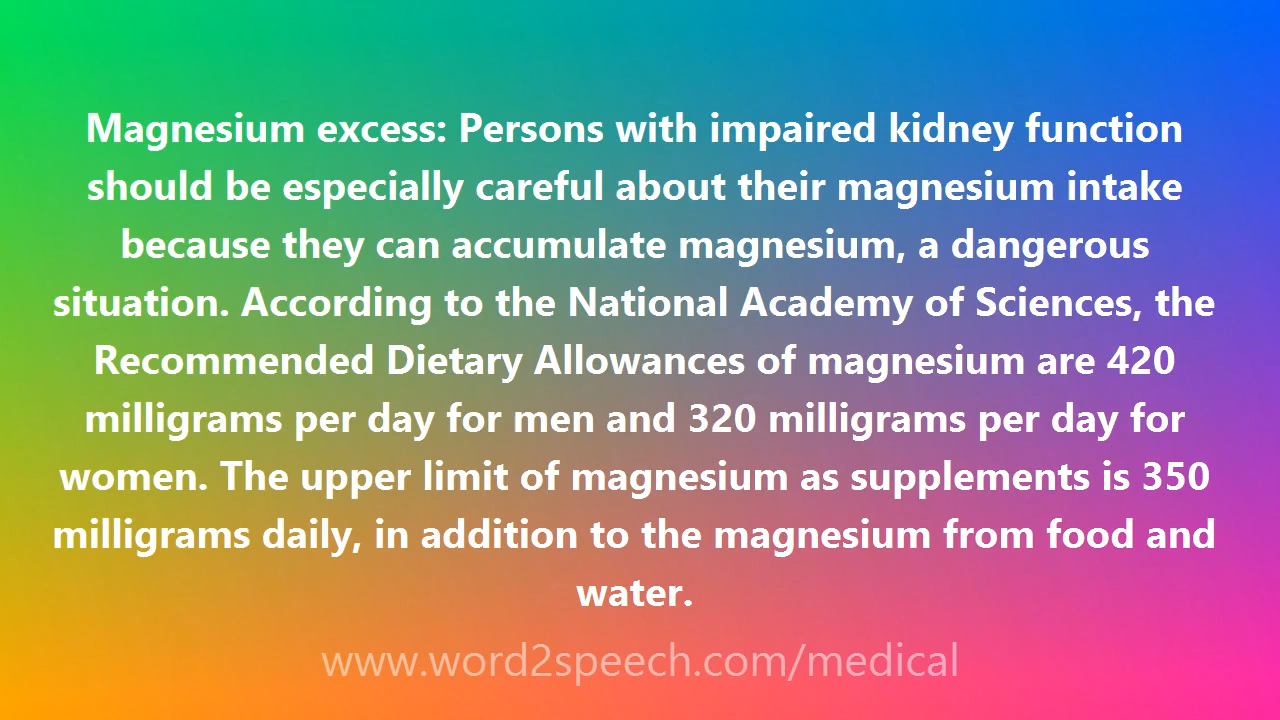 Magnesium excess: Persons with impaired kidney function
should be especially careful about their magnesium intake
because they can accumulate magnesium, a dangerous
situation. According to the National Academy of Sciences, the
Recommended Dietary Allowances of magnesium are 420
milligrams per day for men and 320 milligrams per day for
women. The upper limit of magnesium as supplements is 350
milligrams daily, in addition to the magnesium from food and
water.
www.word2speech.com/medical